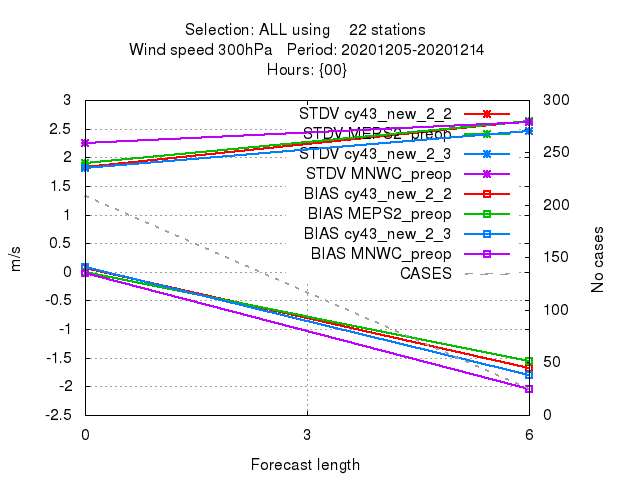 Selection: ALL using 22 stations
Wind speed 300hPa Period: 20201205-20201214
Hours: {00}
3
2.5
2
1.5
1
0.5
0
-0.5
-1
-1.5
-2
-2.5
m/s
300
250
200
150
100
50
0
No cases
STDV cy43_new_2_2
STDV MEPS2_preop
STDV cy43_new_2_3
STDV MNWC_preop
BIAS cy43_new_2_2
BIAS MEPS2_preop
BIAS cy43_new_2_3
BIAS MNWC_preop
CASES
0 3 6
Forecast length